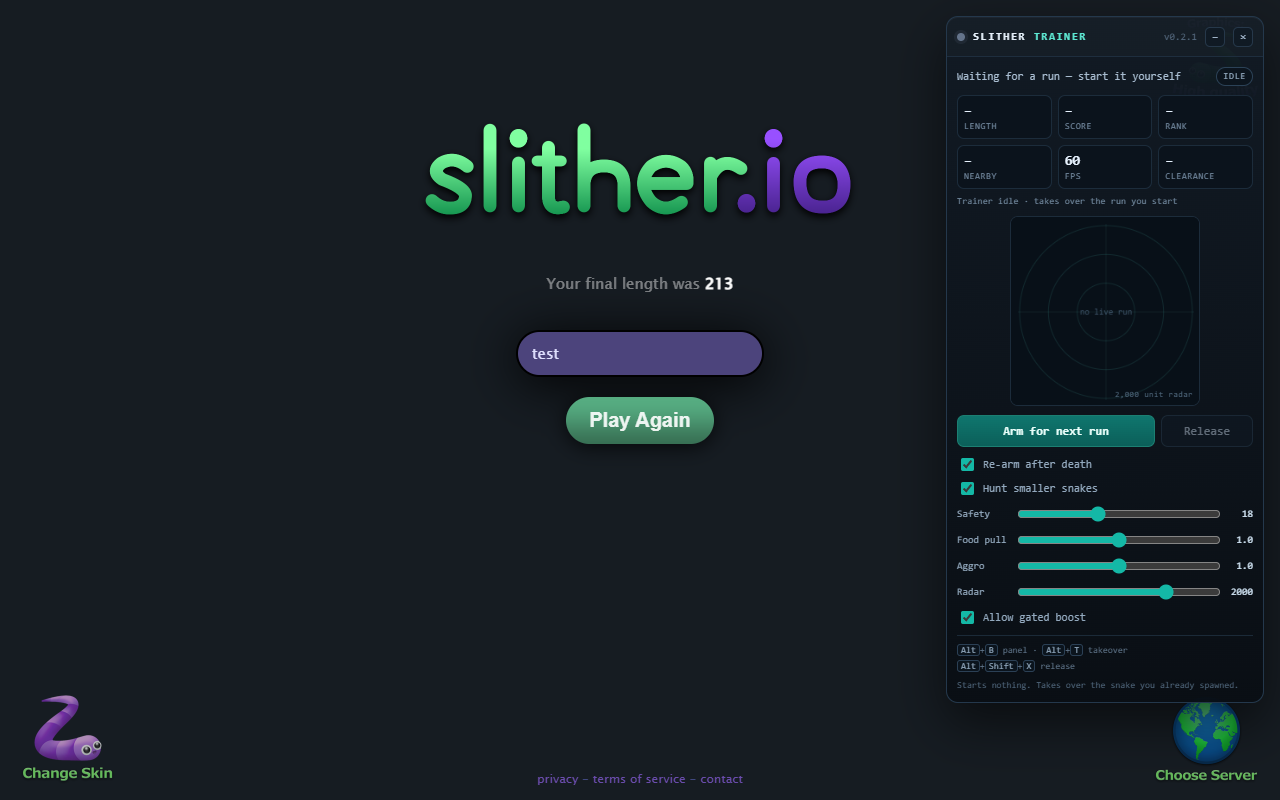 slither.io
Your final length was 213
test
Play Again
Change Skin
privacy – terms of service – contact
Choose Server
SLITHER TRAINER v0.2.1 – ×
Waiting for a run — start it yourself IDLE
— — —
LENGTH SCORE RANK
— 60 —
NEARBY FPS CLEARANCE
Trainer idle · takes over the run you start
no live run
2,000 unit radar
Arm for next run Release
Re-arm after death
Hunt smaller snakes
Safety 18
Food pull 1.0
Aggro 1.0
Radar 2000
Allow gated boost
Alt+B panel · Alt+T takeover
Alt+Shift+X release
Starts nothing. Takes over the snake you already spawned.